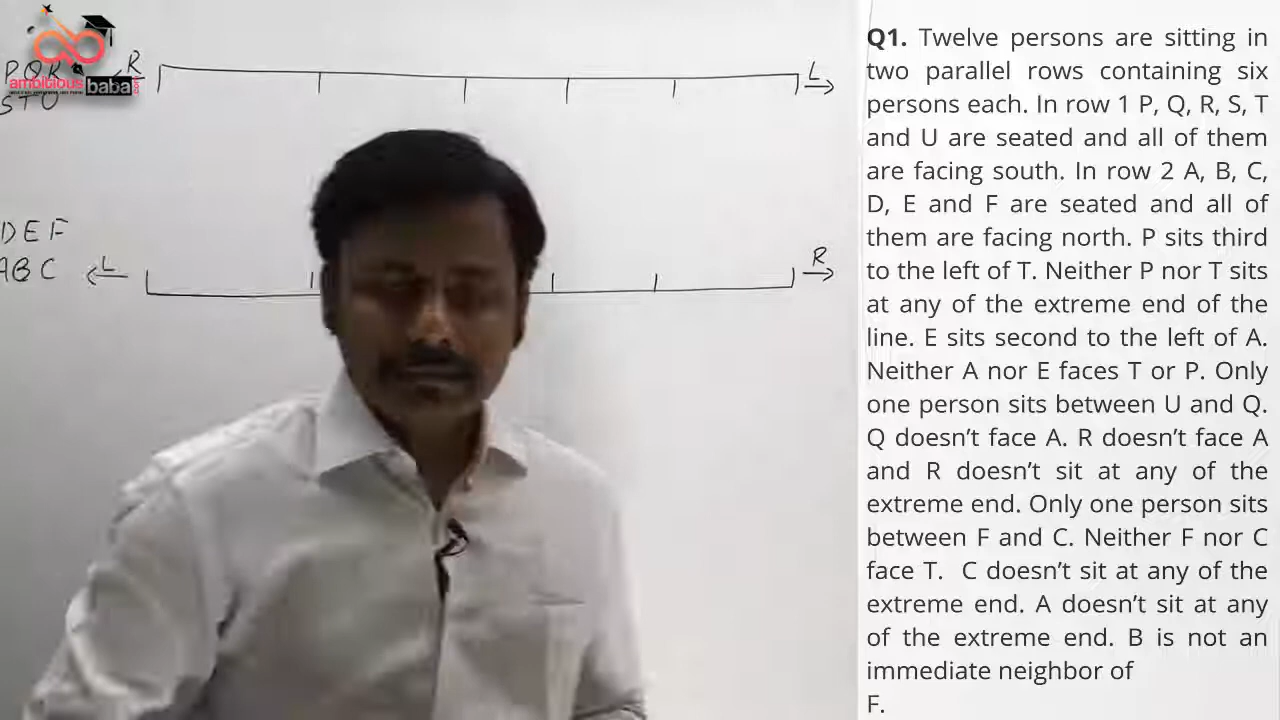 P Q R
S T U
R
L
ambitious baba.com
D E F
A B C
L
R
Q1. Twelve persons are sitting in
two parallel rows containing six
persons each. In row 1 P, Q, R, S, T
and U are seated and all of them
are facing south. In row 2 A, B, C,
D, E and F are seated and all of
them are facing north. P sits third
to the left of T. Neither P nor T sits
at any of the extreme end of the
line. E sits second to the left of A.
Neither A nor E faces T or P. Only
one person sits between U and Q.
Q doesn’t face A. R doesn’t face A
and R doesn’t sit at any of the
extreme end. Only one person sits
between F and C. Neither F nor C
face T.  C doesn’t sit at any of the
extreme end. A doesn’t sit at any
of the extreme end. B is not an
immediate neighbor of
F.